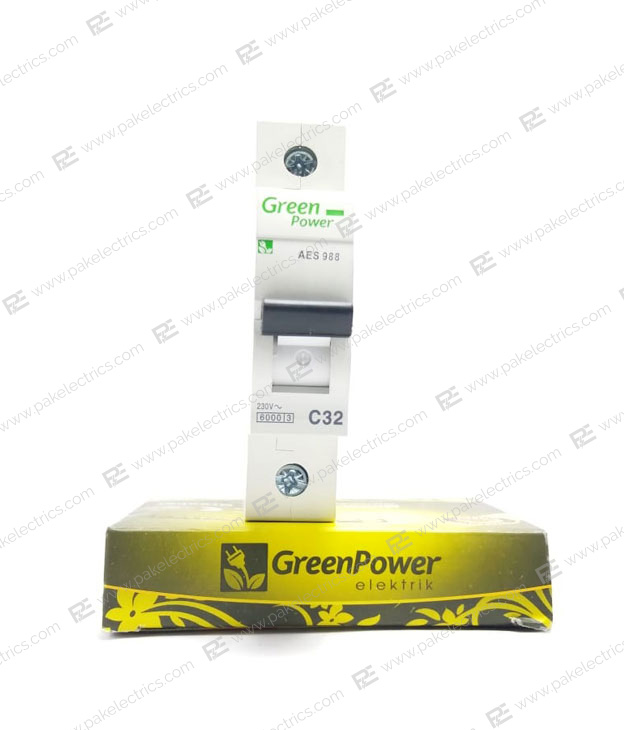 Green
Power
AES 988
230V~
6000 3
C32
GreenPower
elektrik
www.pakelectrics.com